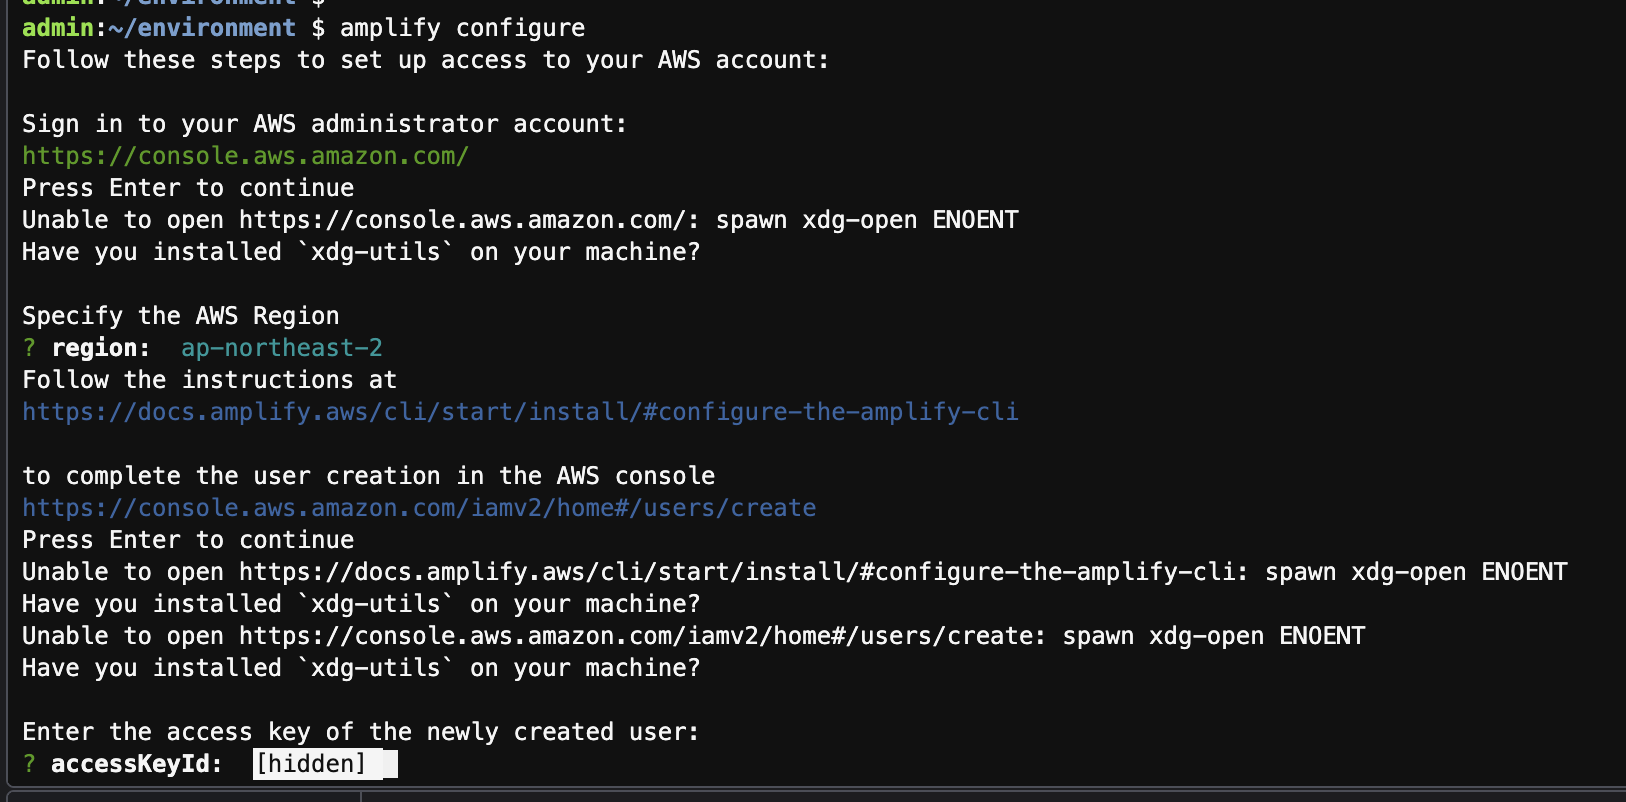 admin:~/environment $
admin:~/environment $ amplify configure
Follow these steps to set up access to your AWS account:
Sign in to your AWS administrator account:
https://console.aws.amazon.com/
Press Enter to continue
Unable to open https://console.aws.amazon.com/: spawn xdg-open ENOENT
Have you installed `xdg-utils` on your machine?
Specify the AWS Region
? region:  ap-northeast-2
Follow the instructions at
https://docs.amplify.aws/cli/start/install/#configure-the-amplify-cli
to complete the user creation in the AWS console
https://console.aws.amazon.com/iamv2/home#/users/create
Press Enter to continue
Unable to open https://docs.amplify.aws/cli/start/install/#configure-the-amplify-cli: spawn xdg-open ENOENT
Have you installed `xdg-utils` on your machine?
Unable to open https://console.aws.amazon.com/iamv2/home#/users/create: spawn xdg-open ENOENT
Have you installed `xdg-utils` on your machine?
Enter the access key of the newly created user:
? accessKeyId:  [hidden]